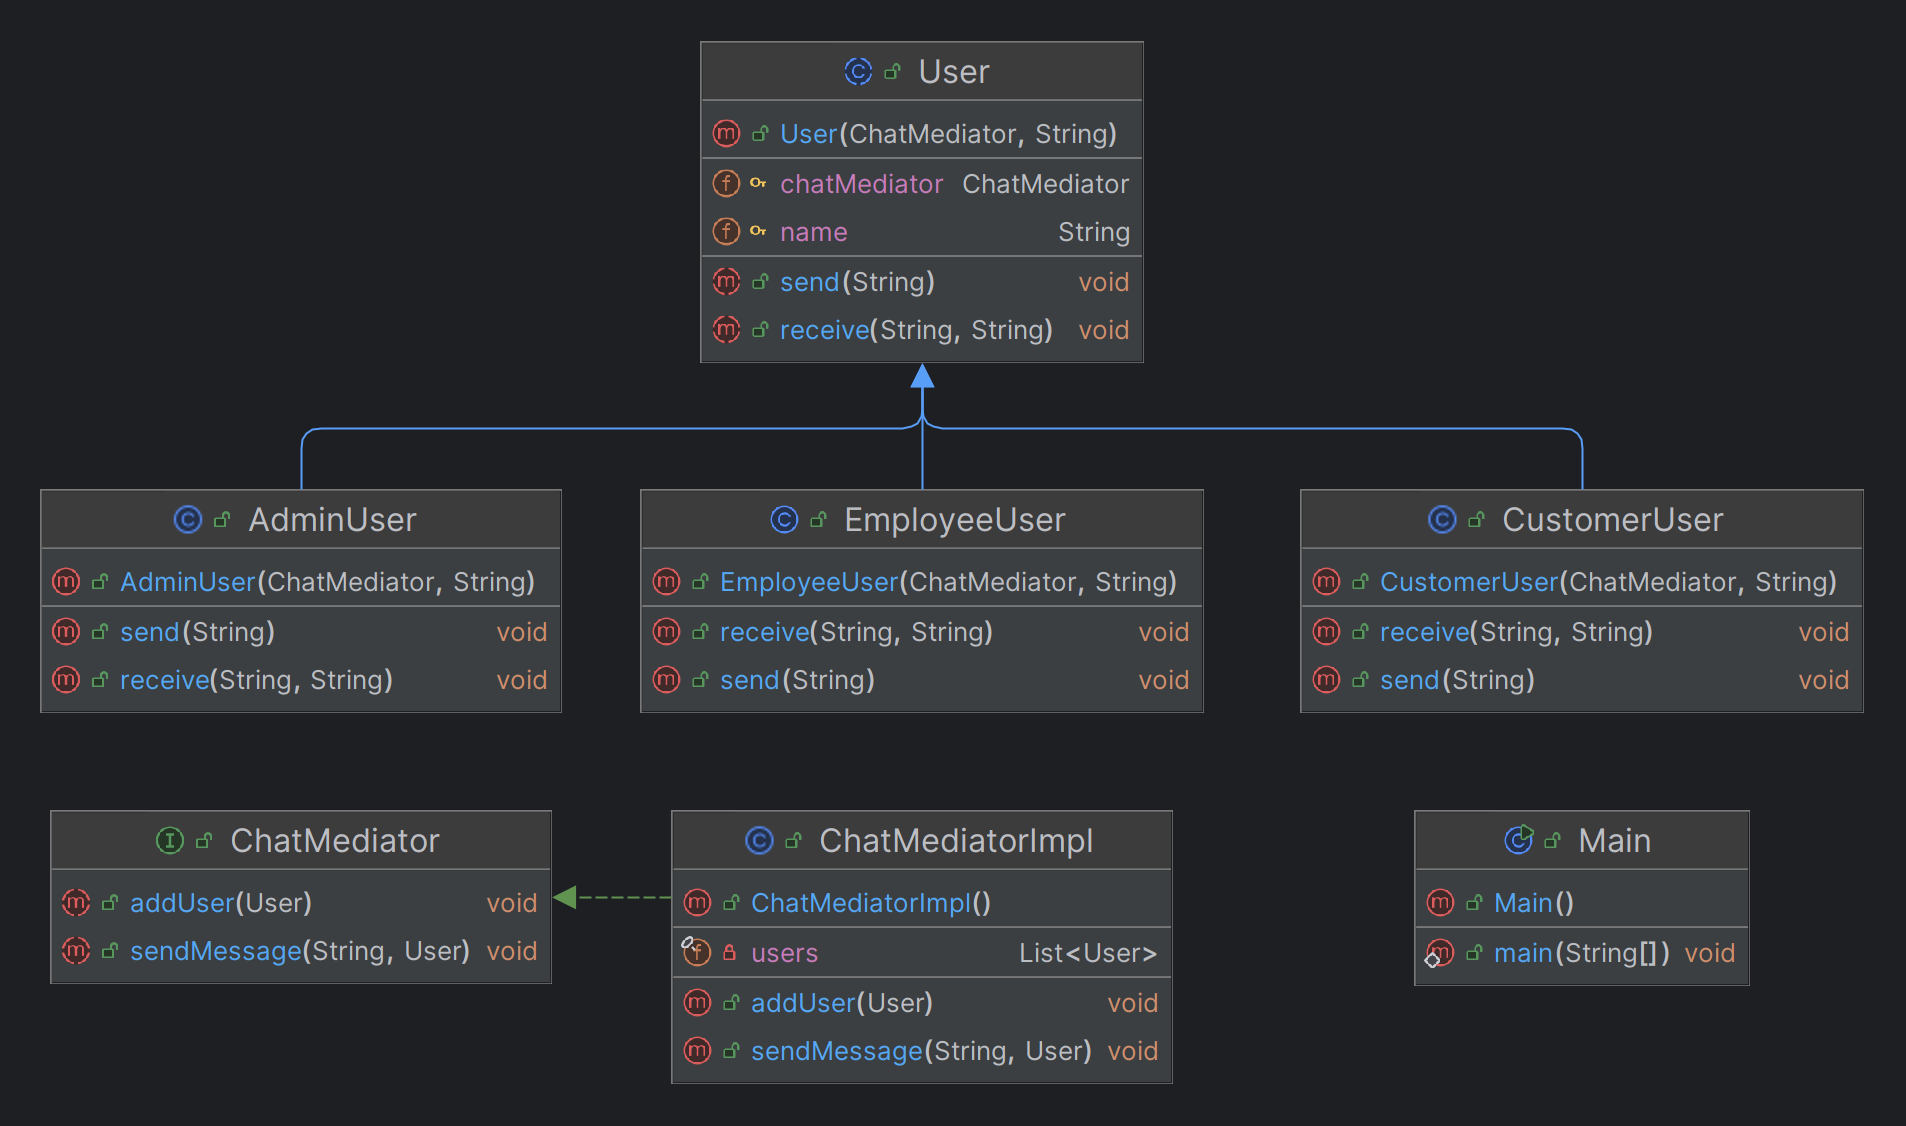 User
User(ChatMediator, String)
chatMediator ChatMediator
name String
send(String) void
receive(String, String) void
AdminUser
AdminUser(ChatMediator, String)
send(String) void
receive(String, String) void
EmployeeUser
EmployeeUser(ChatMediator, String)
receive(String, String) void
send(String) void
CustomerUser
CustomerUser(ChatMediator, String)
receive(String, String) void
send(String) void
ChatMediator
addUser(User) void
sendMessage(String, User) void
ChatMediatorImpl
ChatMediatorImpl()
users List<User>
addUser(User) void
sendMessage(String, User) void
Main
Main()
main(String[]) void